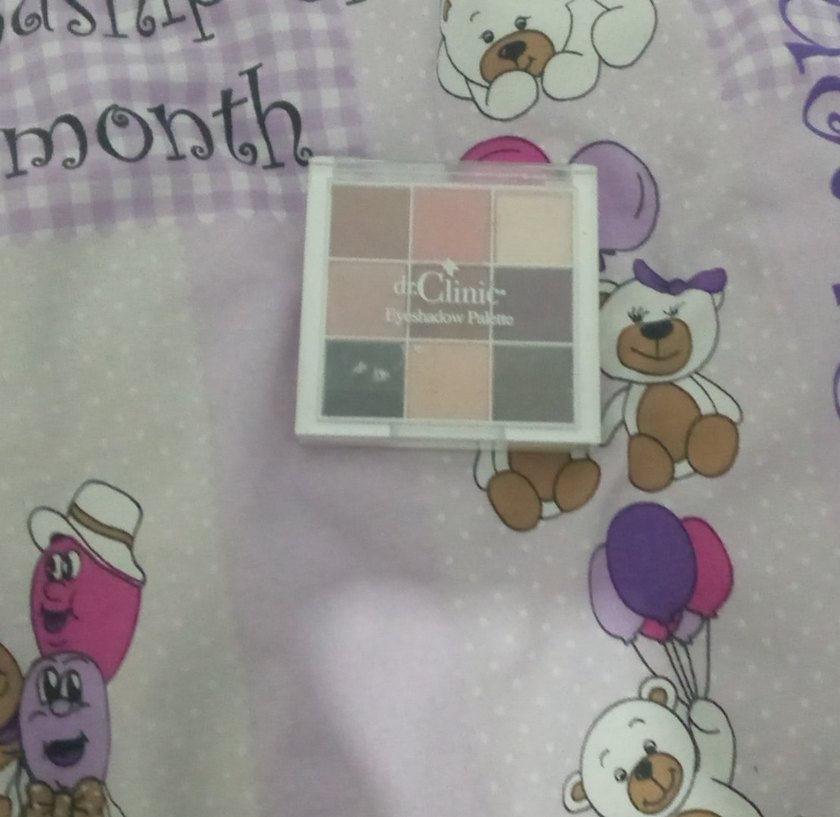 month
dr.Clinic
Eyeshadow Palette